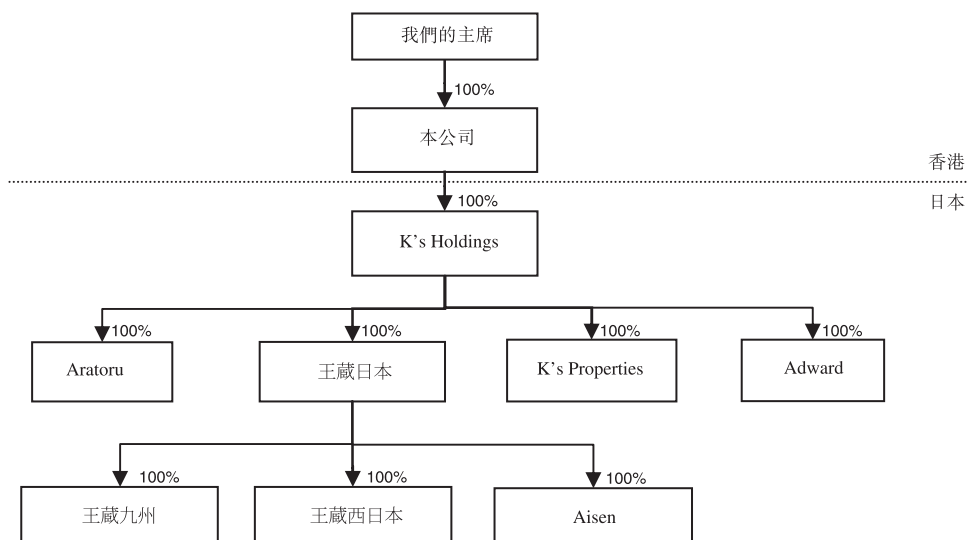 我們的主席
100%
本公司
香港
100%
日本
K's Holdings
100%
100%
100%
100%
Aratoru
王蔵日本
K's Properties
Adward
100%
100%
100%
王蔵九州
王蔵西日本
Aisen